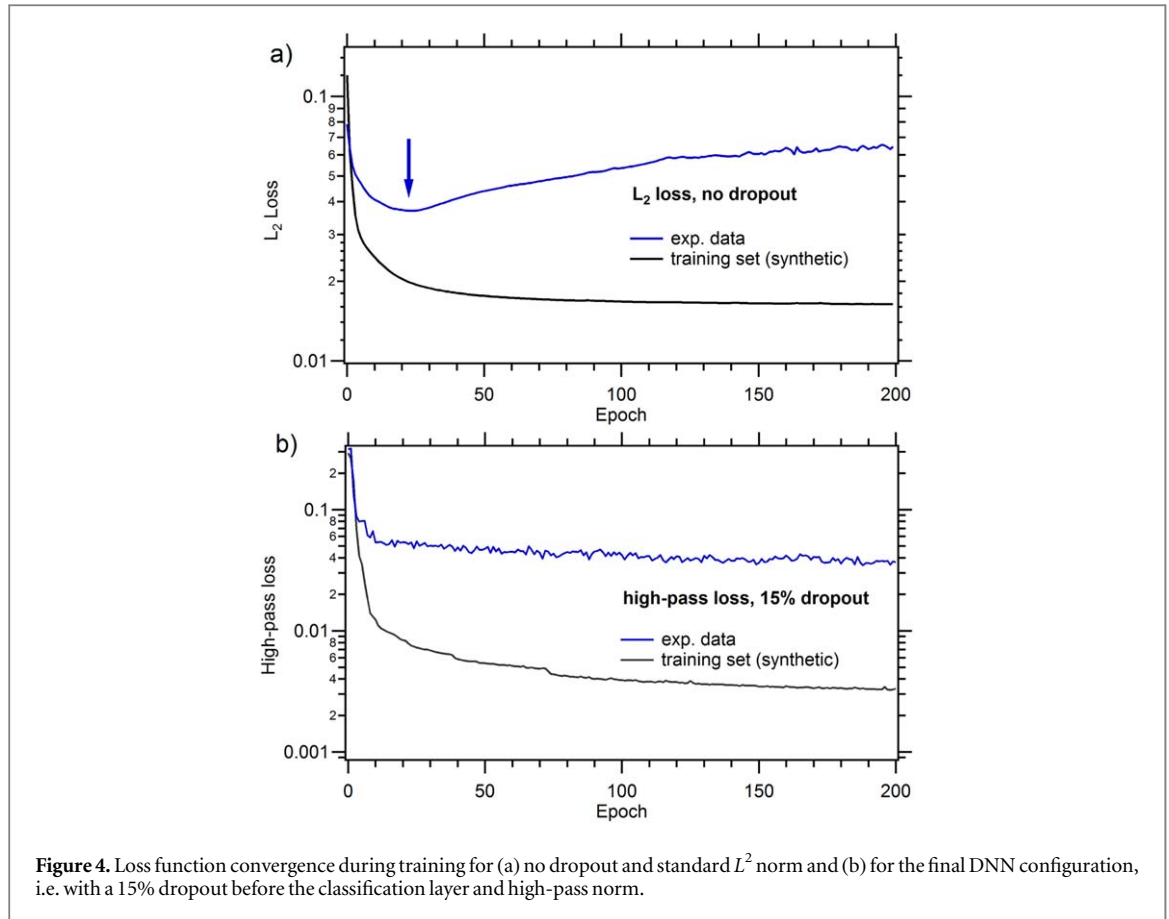 a)
0.1
9
8
7
6
5
4
3
2
0.01
L2 Loss
L2 loss, no dropout
exp. data
training set (synthetic)
0 50 100 150 200
Epoch
b)
2
0.1
8
6
4
2
0.01
8
6
4
2
0.001
High-pass loss
high-pass loss, 15% dropout
exp. data
training set (synthetic)
0 50 100 150 200
Epoch
Figure 4. Loss function convergence during training for (a) no dropout and standard L² norm and (b) for the final DNN configuration,
i.e. with a 15% dropout before the classification layer and high-pass norm.